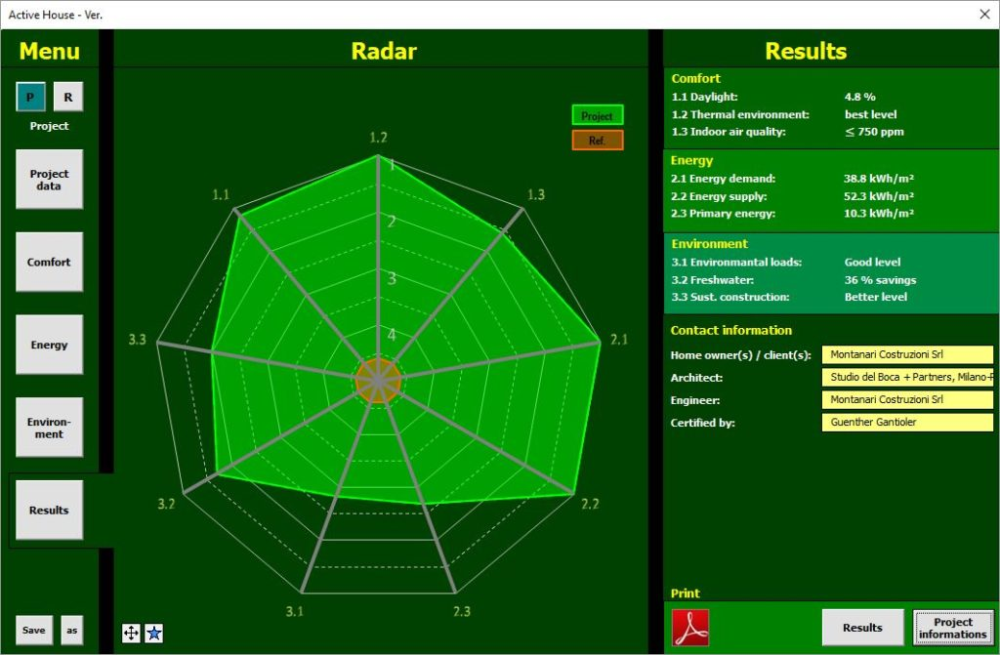 Active House - Ver.
Menu
P R
Project
Project
data
Comfort
Energy
Environ-
ment
Results
Save as
Radar
Project
Ref.
1.2
1.1
1.3
1
2
3
4
3.3
2.1
3.2
2.2
3.1
2.3
Results
Comfort
1.1 Daylight: 4.8 %
1.2 Thermal environment: best level
1.3 Indoor air quality: ≤ 750 ppm
Energy
2.1 Energy demand: 38.8 kWh/m²
2.2 Energy supply: 52.3 kWh/m²
2.3 Primary energy: 10.3 kWh/m²
Environment
3.1 Environmantal loads: Good level
3.2 Freshwater: 36 % savings
3.3 Sust. construction: Better level
Contact information
Home owner(s) / client(s): Montanari Costruzioni Srl
Architect: Studio del Boca + Partners, Milano-
Engineer: Montanari Costruzioni Srl
Certified by: Guenther Gantioler
Print
Results
Project
informations